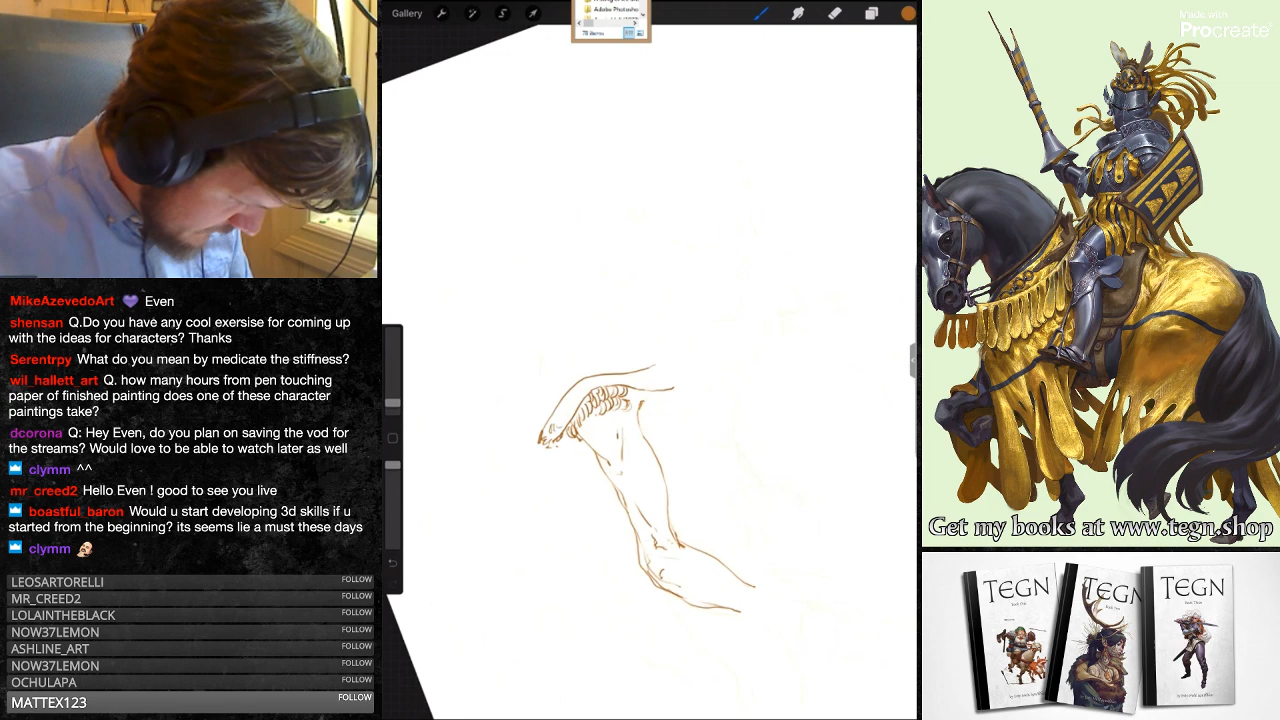 Gallery
Adobe Photosho
78 items
Made with
Procreate
MikeAzevedoArt 💜 Even
shensan Q.Do you have any cool exersise for coming up
with the ideas for characters? Thanks
Serentrpy What do you mean by medicate the stiffness?
wil_hallett_art Q. how many hours from pen touching
paper of finished painting does one of these character
paintings take?
dcorona Q: Hey Even, do you plan on saving the vod for
the streams? Would love to be able to watch later as well
clymm ^^
mr_creed2 Hello Even ! good to see you live
boastful_baron Would u start developing 3d skills if u
started from the beginning? its seems lie a must these days
clymm
LEOSARTORELLI FOLLOW
MR_CREED2 FOLLOW
LOLAINTHEBLACK FOLLOW
NOW37LEMON FOLLOW
ASHLINE_ART FOLLOW
NOW37LEMON FOLLOW
OCHULAPA FOLLOW
MATTEX123 FOLLOW
Get my books at www.tegn.shop
TEGN
TEGN
TEGN